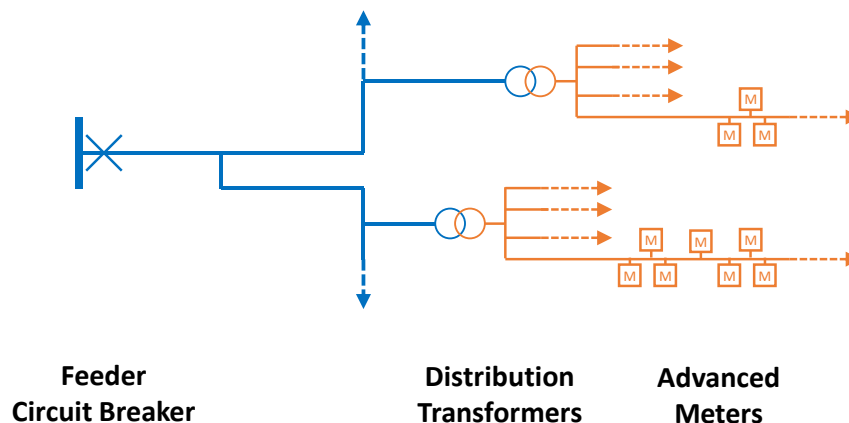 M
M M
M M M
M M M M
Feeder
Circuit Breaker
Distribution
Transformers
Advanced
Meters